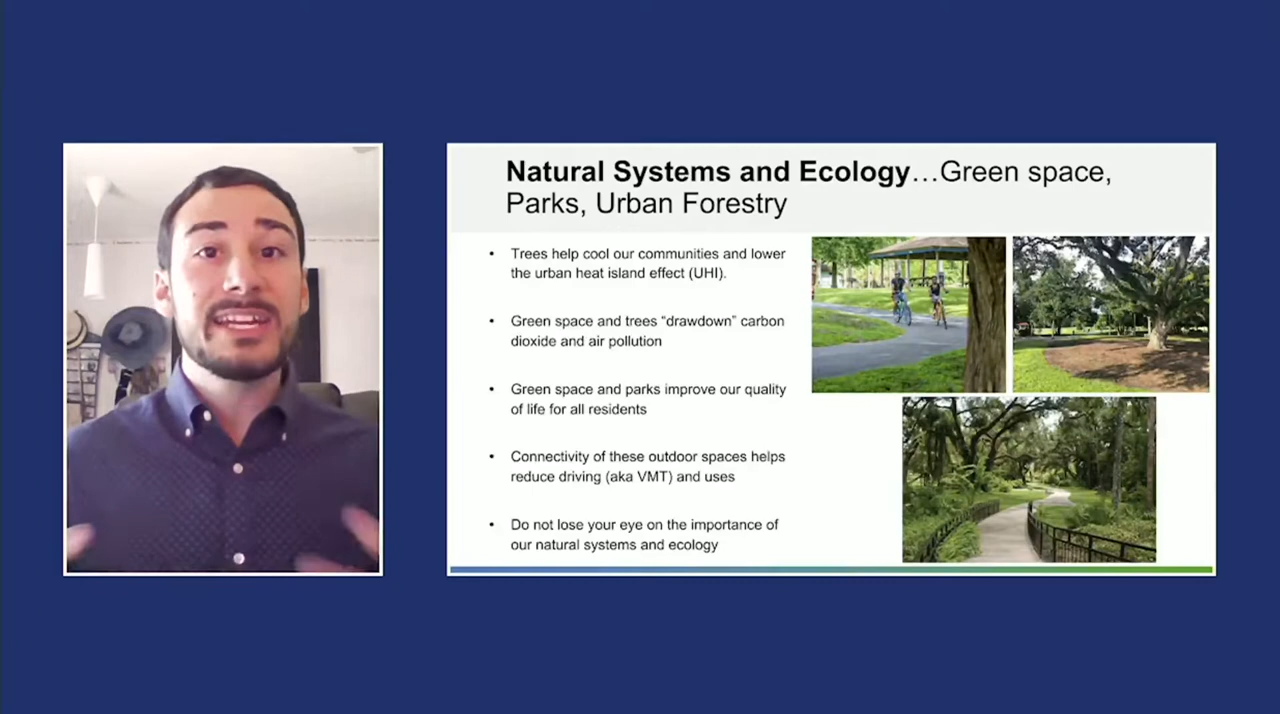 Natural Systems and Ecology…Green space,
Parks, Urban Forestry
• Trees help cool our communities and lower
the urban heat island effect (UHI).
• Green space and trees “drawdown” carbon
dioxide and air pollution
• Green space and parks improve our quality
of life for all residents
• Connectivity of these outdoor spaces helps
reduce driving (aka VMT) and uses
• Do not lose your eye on the importance of
our natural systems and ecology